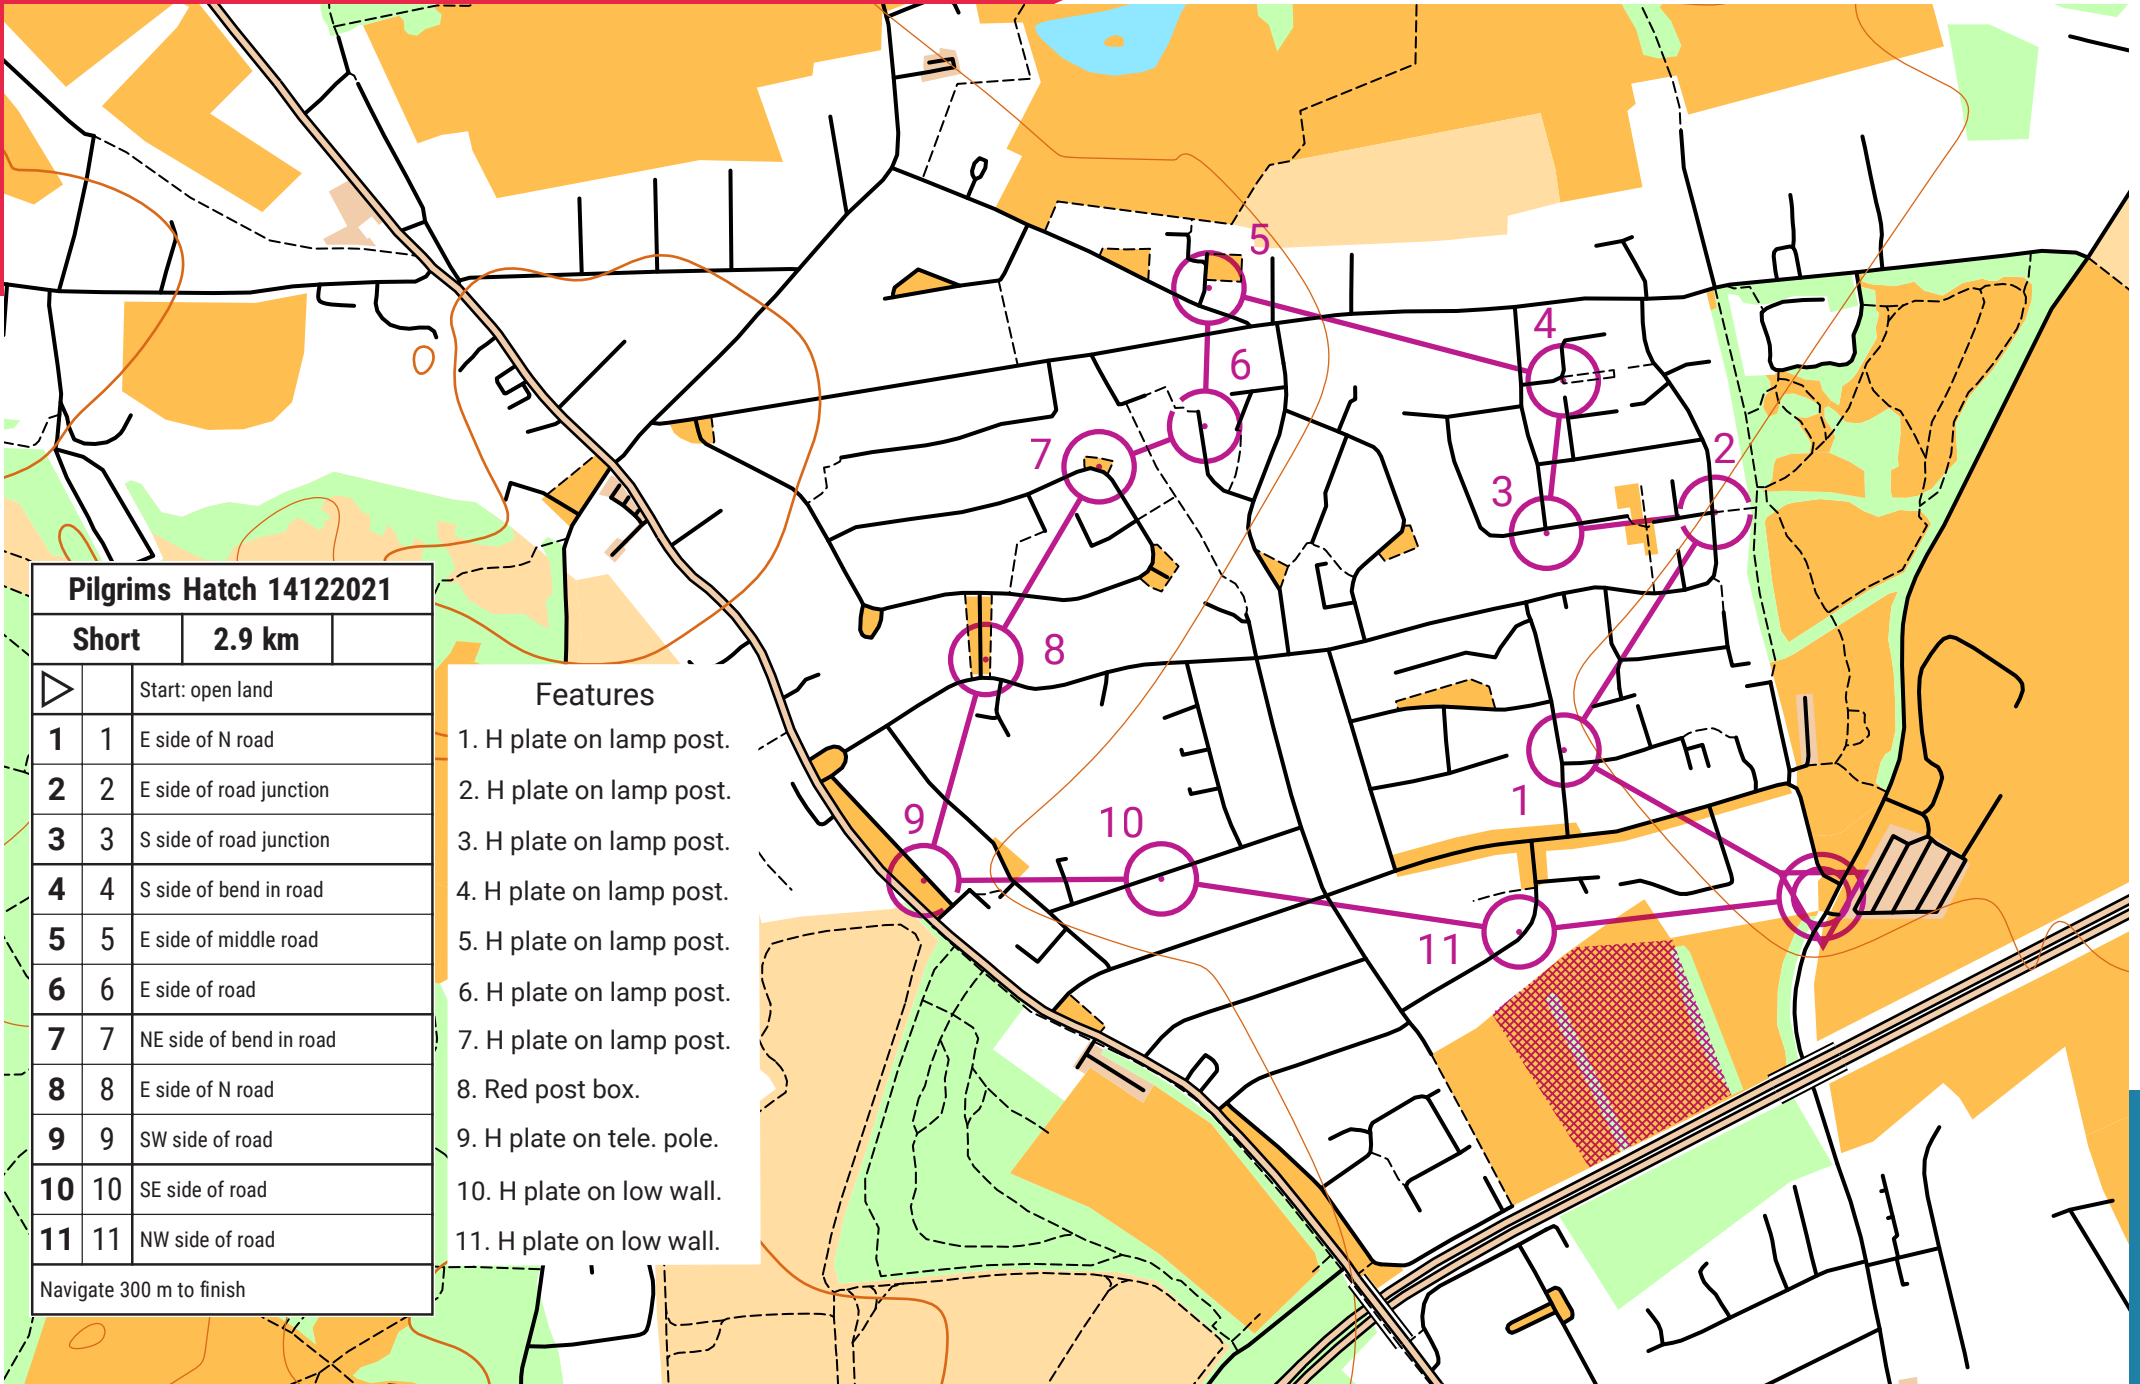 Pilgrims Hatch 14122021
Short 2.9 km
Start: open land
1 1 E side of N road
2 2 E side of road junction
3 3 S side of road junction
4 4 S side of bend in road
5 5 E side of middle road
6 6 E side of road
7 7 NE side of bend in road
8 8 E side of N road
9 9 SW side of road
10 10 SE side of road
11 11 NW side of road
Navigate 300 m to finish
Features
1. H plate on lamp post.
2. H plate on lamp post.
3. H plate on lamp post.
4. H plate on lamp post.
5. H plate on lamp post.
6. H plate on lamp post.
7. H plate on lamp post.
8. Red post box.
9. H plate on tele. pole.
10. H plate on low wall.
11. H plate on low wall.
5
4
6
7
2
3
8
1
9
10
11